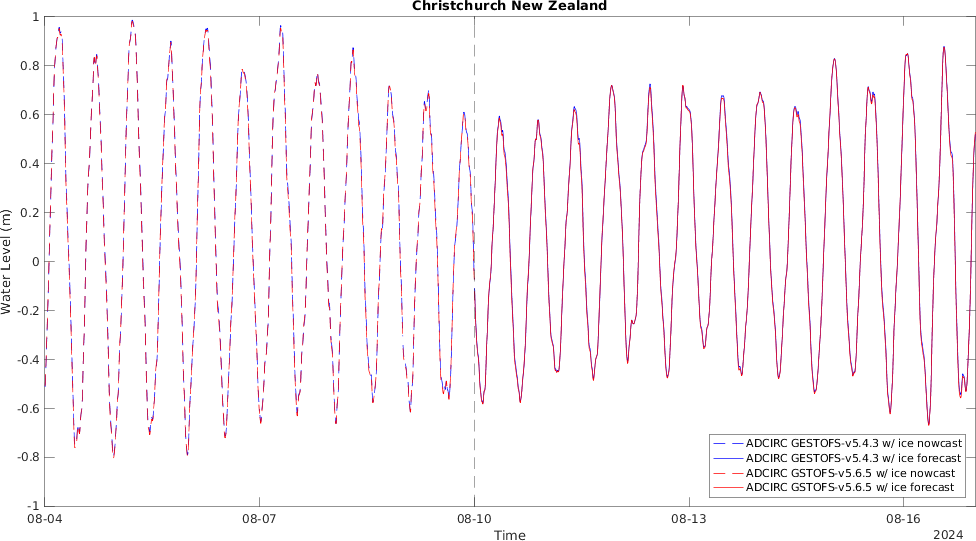 Christchurch New Zealand
1
0.8
0.6
0.4
0.2
0
-0.2
-0.4
-0.6
-0.8
-1
Water Level (m)
ADCIRC GESTOFS-v5.4.3 w/ ice nowcast
ADCIRC GESTOFS-v5.4.3 w/ ice forecast
ADCIRC GSTOFS-v5.6.5 w/ ice nowcast
ADCIRC GSTOFS-v5.6.5 w/ ice forecast
08-04 08-07 08-10 08-13 08-16
Time
2024